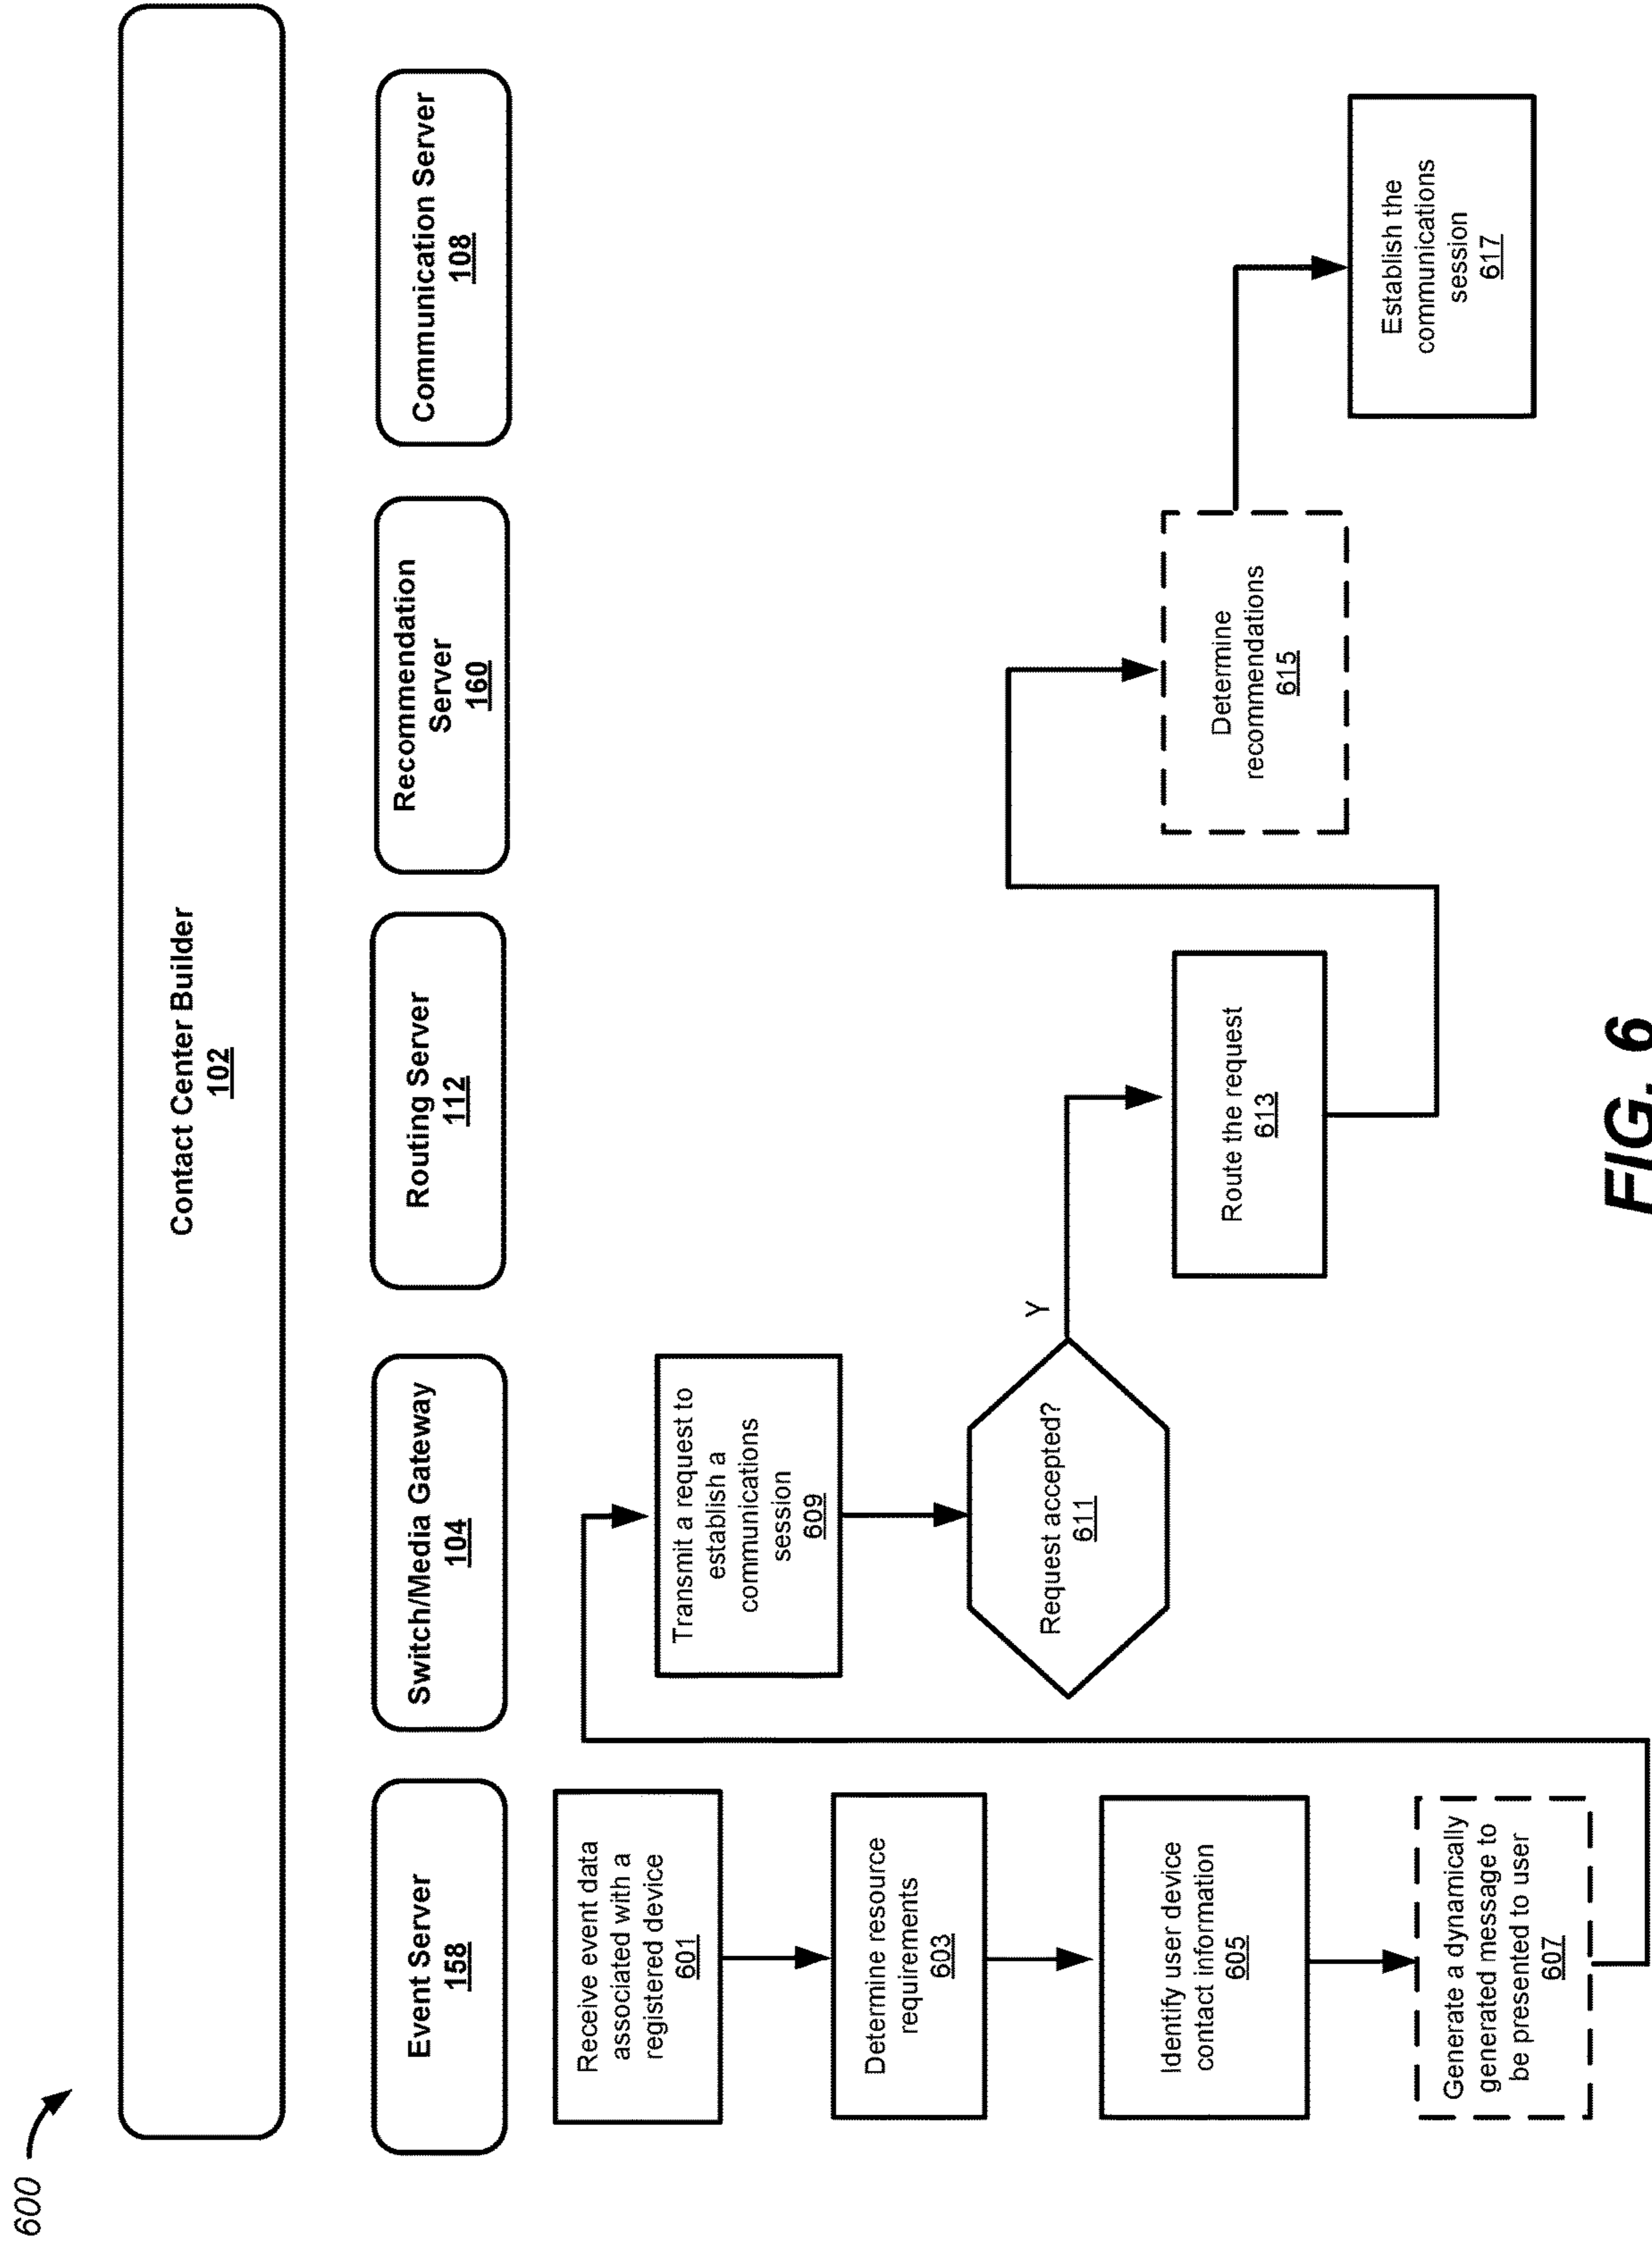 600
Contact Center Builder
102
Event Server
158
Switch/Media Gateway
104
Routing Server
112
Recommendation
Server
160
Communication Server
108
Receive event data
associated with a
registered device
601
Determine resource
requirements
603
Identify user device
contact information
605
Generate a dynamically
generated message to
be presented to user
607
Transmit a request to
establish a
communications
session
609
Request accepted?
611
Y
Route the request
613
Determine
recommendations
615
Establish the
communications
session
617
FIG. 6